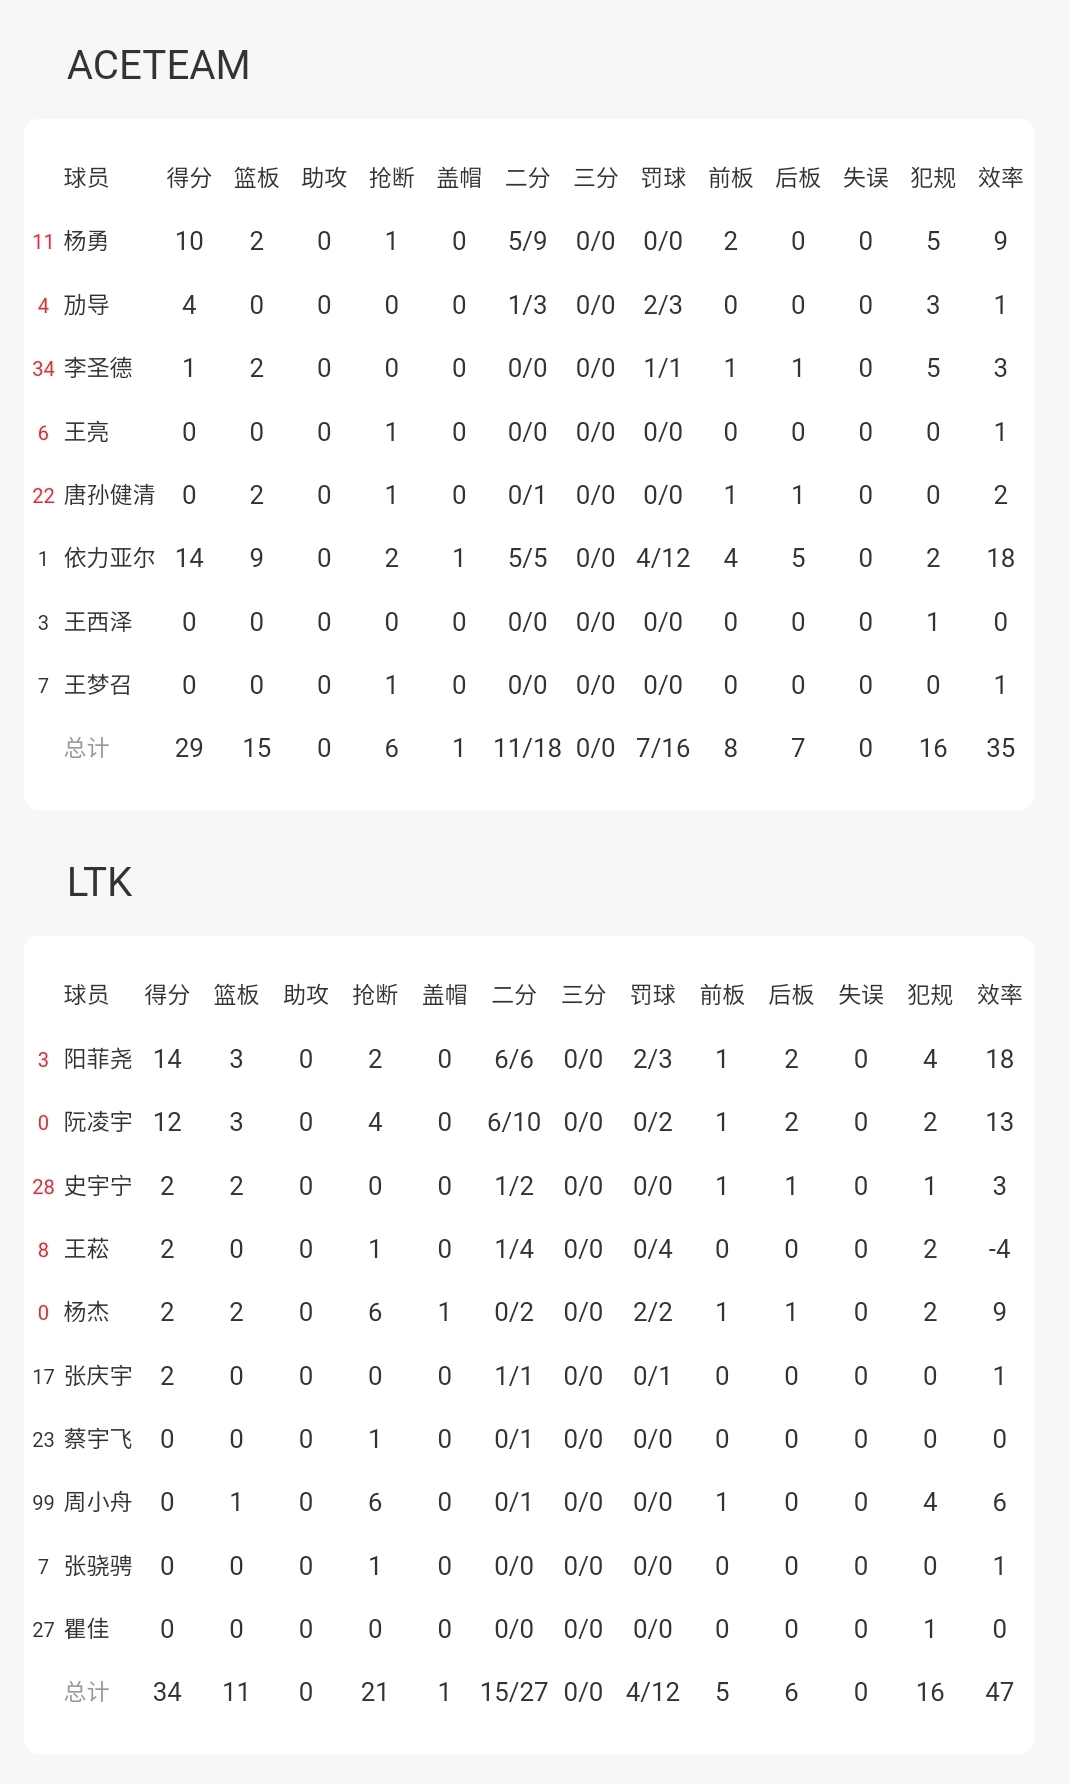 ACETEAM
球员 得分 篮板 助攻 抢断 盖帽 二分 三分 罚球 前板 后板 失误 犯规 效率
11 杨勇 10 2 0 1 0 5/9 0/0 0/0 2 0 0 5 9
4 励导 4 0 0 0 0 1/3 0/0 2/3 0 0 0 3 1
34 李圣德 1 2 0 0 0 0/0 0/0 1/1 1 1 0 5 3
6 王亮 0 0 0 1 0 0/0 0/0 0/0 0 0 0 0 1
22 唐孙健清 0 2 0 1 0 0/1 0/0 0/0 1 1 0 0 2
1 依力亚尔 14 9 0 2 1 5/5 0/0 4/12 4 5 0 2 18
3 王西泽 0 0 0 0 0 0/0 0/0 0/0 0 0 0 1 0
7 王梦召 0 0 0 1 0 0/0 0/0 0/0 0 0 0 0 1
总计 29 15 0 6 1 11/18 0/0 7/16 8 7 0 16 35
LTK
球员 得分 篮板 助攻 抢断 盖帽 二分 三分 罚球 前板 后板 失误 犯规 效率
3 阳菲尧 14 3 0 2 0 6/6 0/0 2/3 1 2 0 4 18
0 阮凌宇 12 3 0 4 0 6/10 0/0 0/2 1 2 0 2 13
28 史宇宁 2 2 0 0 0 1/2 0/0 0/0 1 1 0 1 3
8 王菘 2 0 0 1 0 1/4 0/0 0/4 0 0 0 2 -4
0 杨杰 2 2 0 6 1 0/2 0/0 2/2 1 1 0 2 9
17 张庆宇 2 0 0 0 0 1/1 0/0 0/1 0 0 0 0 1
23 蔡宇飞 0 0 0 1 0 0/1 0/0 0/0 0 0 0 0 0
99 周小舟 0 1 0 6 0 0/1 0/0 0/0 1 0 0 4 6
7 张骁骋 0 0 0 1 0 0/0 0/0 0/0 0 0 0 0 1
27 瞿佳 0 0 0 0 0 0/0 0/0 0/0 0 0 0 1 0
总计 34 11 0 21 1 15/27 0/0 4/12 5 6 0 16 47